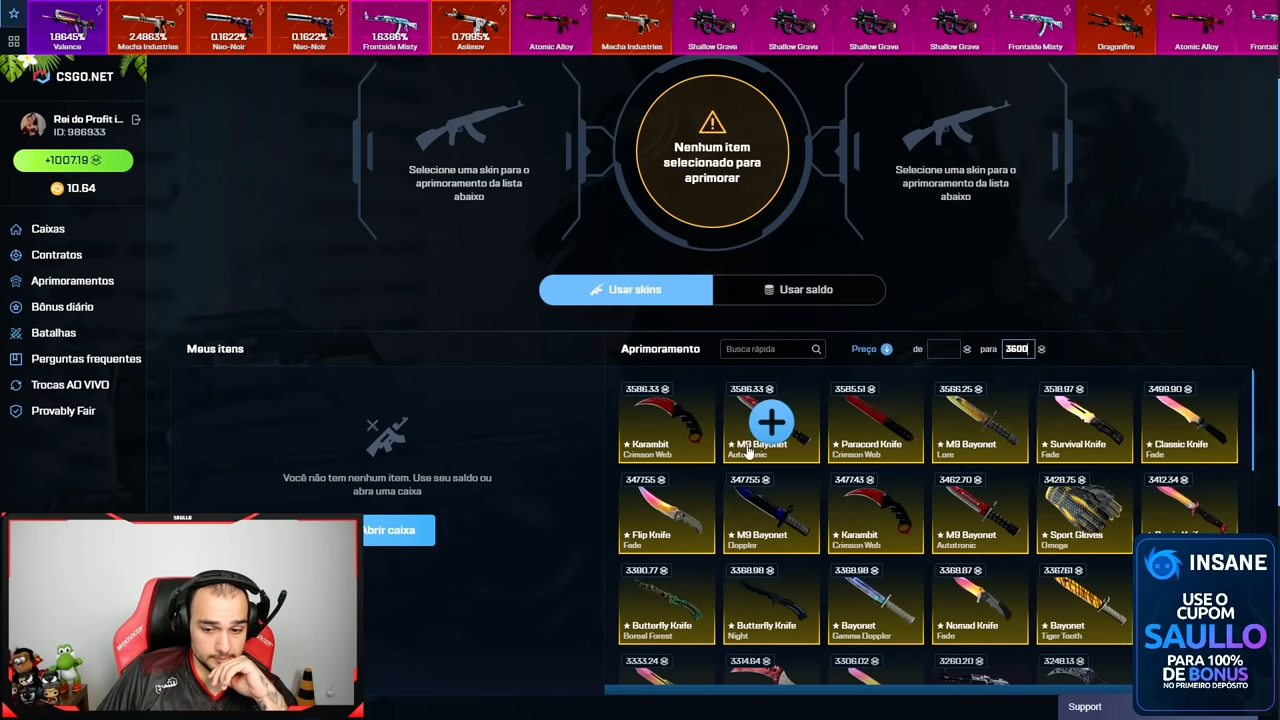 1.8645%
Valence
2.4863%
Mecha Industries
0.1622%
Neo-Noir
0.1622%
Neo-Noir
1.6366%
Frontside Misty
0.7995%
Asiimov
Atomic Alloy
Mecha Industries
Shallow Grave
Shallow Grave
Shallow Grave
Shallow Grave
Frontside Misty
Dragonfire
Atomic Alloy
CSGO.NET
Rei do Profit i...
ID: 986933
+1007.19
10.64
Caixas
Contratos
Aprimoramentos
Bônus diário
Batalhas
Perguntas frequentes
Trocas AO VIVO
Provably Fair
Selecione uma skin para o
aprimoramento da lista
abaixo
Nenhum item
selecionado para
aprimorar
Selecione uma skin para o
aprimoramento da lista
abaixo
Usar skins
Usar saldo
Meus itens
Você não tem nenhum item. Use seu saldo ou
abra uma caixa
Abrir caixa
Aprimoramento
Busca rápida
Preço
de
para
3600
3586.33
★ Karambit
Crimson Web
3586.33
★ M9 Bayonet
Autotronic
3585.51
★ Paracord Knife
Crimson Web
3566.25
★ M9 Bayonet
Lore
3518.97
★ Survival Knife
Fade
3499.90
★ Classic Knife
Fade
3477.55
★ Flip Knife
Fade
3477.55
★ M9 Bayonet
Doppler
3477.43
★ Karambit
Crimson Web
3462.70
★ M9 Bayonet
Autotronic
3428.75
★ Sport Gloves
Omega
3412.34
3390.77
★ Butterfly Knife
Boreal Forest
3368.98
★ Butterfly Knife
Night
3368.98
★ Bayonet
Gamma Doppler
3368.87
★ Nomad Knife
Fade
3367.61
★ Bayonet
Tiger Tooth
3333.24
3314.64
3306.02
3260.20
3248.13
SAULLO
INSANE
USE O
CUPOM
SAULLO
PARA 100%
DE BONUS
NO PRIMEIRO DEPÓSITO
Support